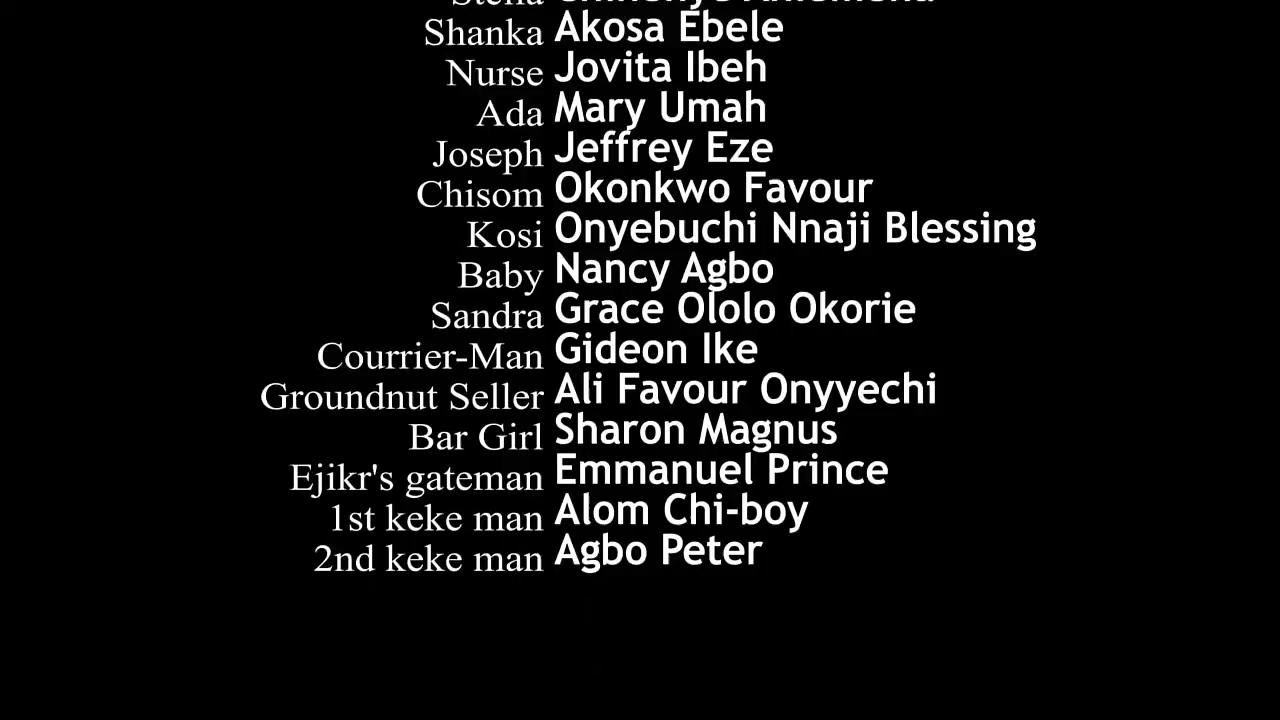 Stella
Shanka Akosa Ebele
Nurse Jovita Ibeh
Ada Mary Umah
Joseph Jeffrey Eze
Chisom Okonkwo Favour
Kosi Onyebuchi Nnaji Blessing
Baby Nancy Agbo
Sandra Grace Ololo Okorie
Courrier-Man Gideon Ike
Groundnut Seller Ali Favour Onyyechi
Bar Girl Sharon Magnus
Ejikr's gateman Emmanuel Prince
1st keke man Alom Chi-boy
2nd keke man Agbo Peter